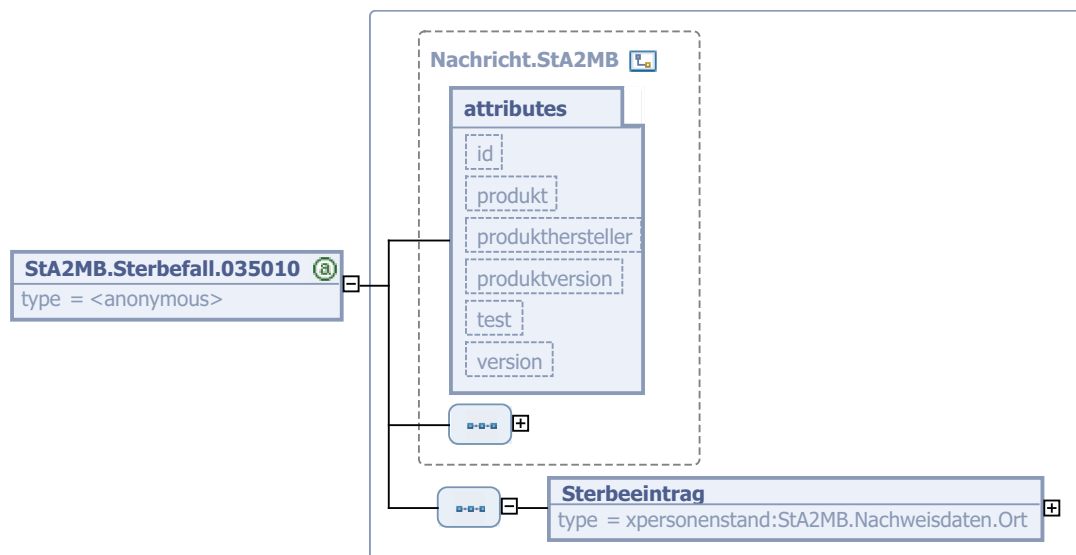 Nachricht.StA2MB
attributes
id
produkt
produkthersteller
produktversion
test
version
StA2MB.Sterbefall.035010 @
type = <anonymous>
Sterbeeintrag
type = xpersonenstand:StA2MB.Nachweisdaten.Ort